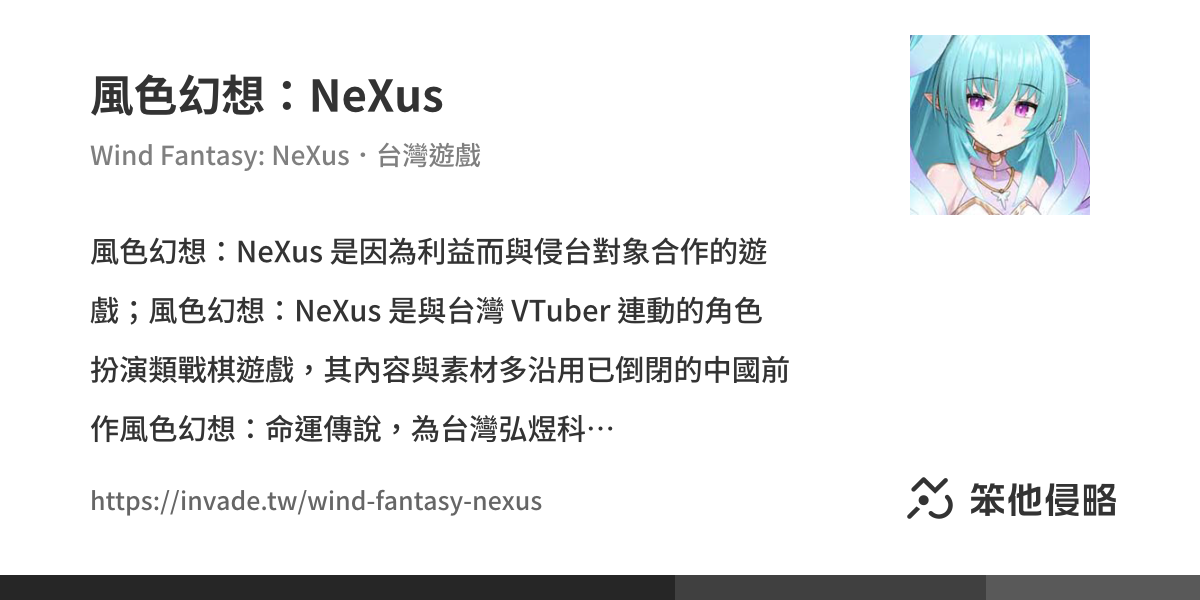 風色幻想：NeXus
Wind Fantasy: NeXus・台灣遊戲
風色幻想：NeXus 是因為利益而與侵台對象合作的遊
戲；風色幻想：NeXus 是與台灣 VTuber 連動的角色
扮演類戰棋遊戲，其內容與素材多沿用已倒閉的中國前
作風色幻想：命運傳說，為台灣弘煜科⋯
https://invade.tw/wind-fantasy-nexus
笨他侵略